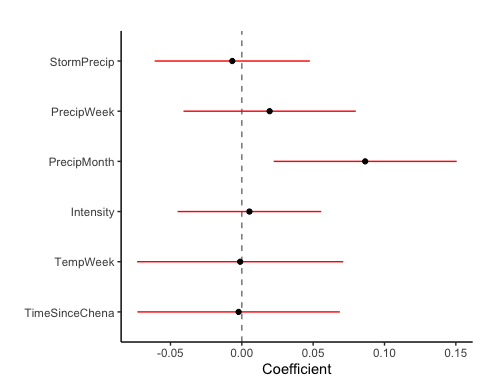 StormPrecip
PrecipWeek
PrecipMonth
Intensity
TempWeek
TimeSinceChena
-0.05 0.00 0.05 0.10 0.15
Coefficient